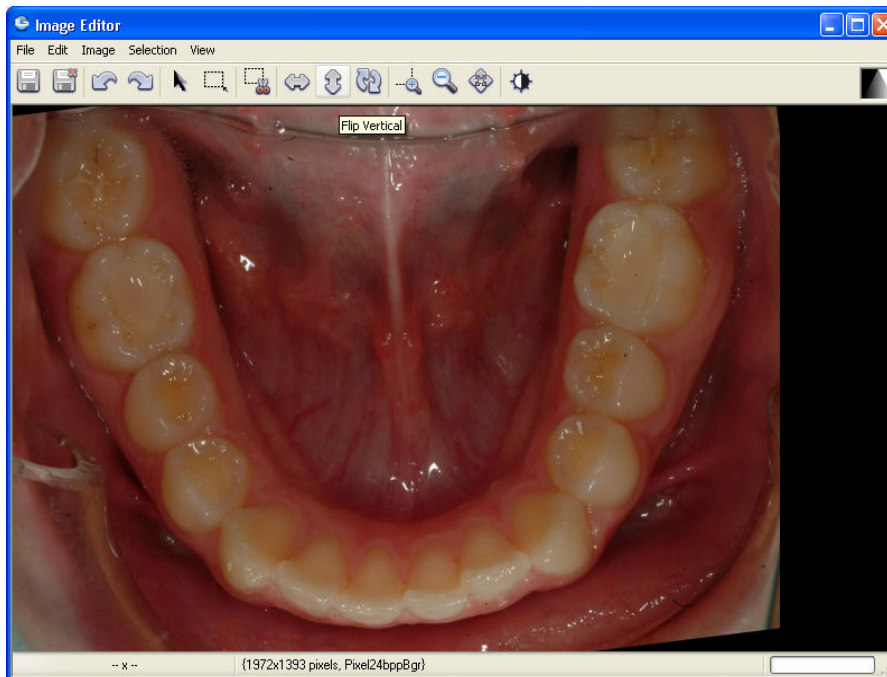 Image Editor
File Edit Image Selection View
Flip Vertical
-- x -- {1972x1393 pixels, Pixel24bppBgr}